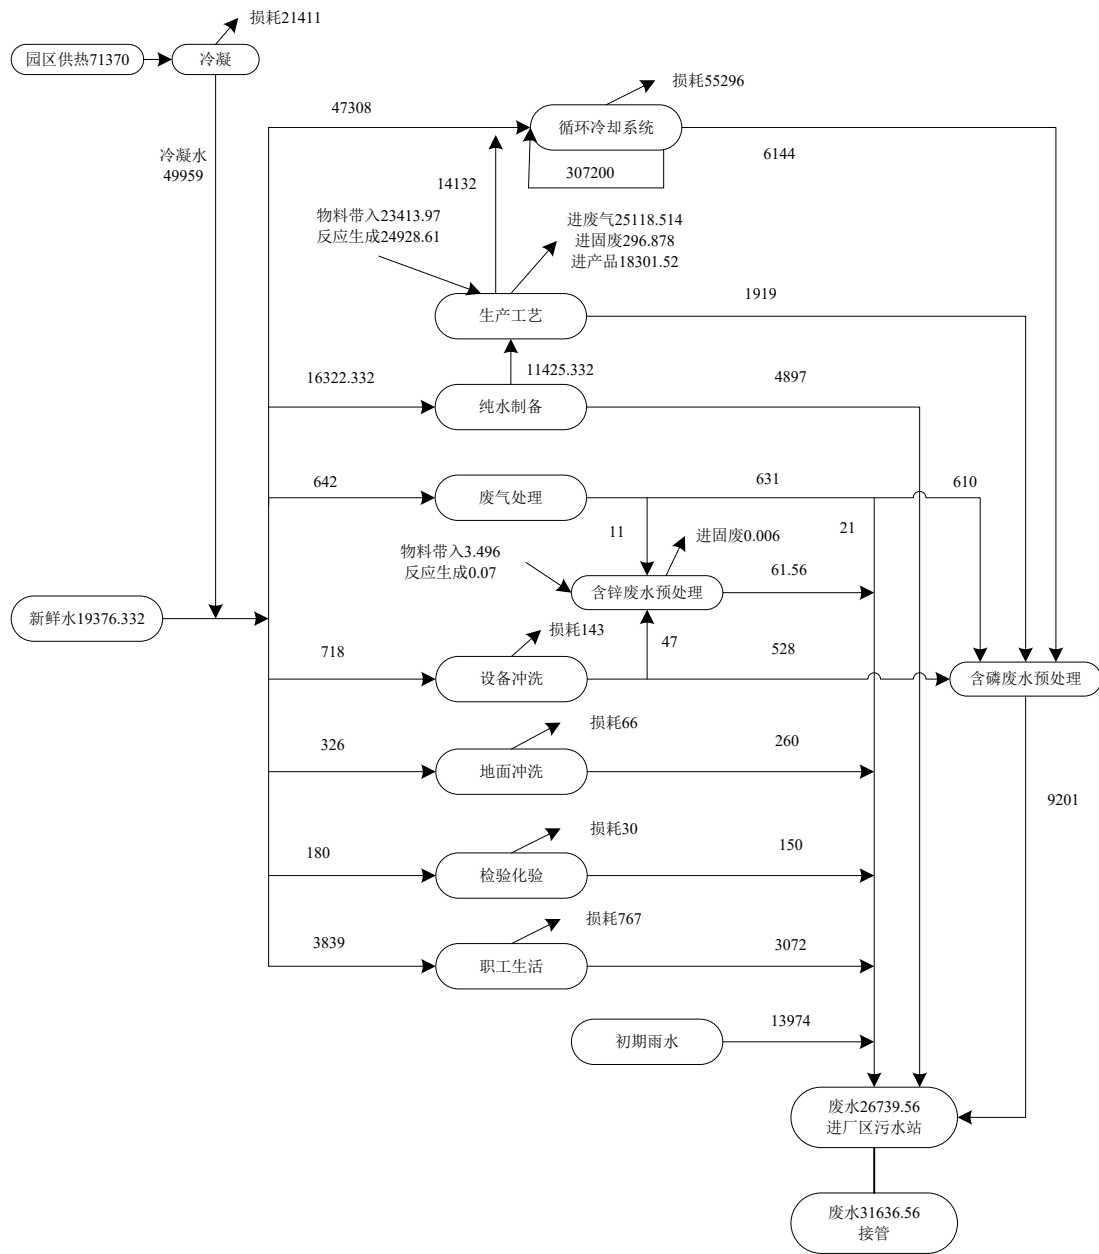 损耗21411
园区供热71370
冷凝
损耗55296
47308
循环冷却系统
6144
冷凝水
49959
307200
14132
物料带入23413.97
反应生成24928.61
进废气25118.514
进固废296.878
进产品18301.52
1919
生产工艺
16322.332
11425.332
4897
纯水制备
642
废气处理
631
610
11
21
进固废0.006
物料带入3.496
反应生成0.07
61.56
含锌废水预处理
新鲜水19376.332
损耗143
47
718
528
设备冲洗
含磷废水预处理
损耗66
326
260
地面冲洗
9201
损耗30
180
150
检验化验
损耗767
3839
3072
职工生活
13974
初期雨水
废水26739.56
进厂区污水站
废水31636.56
接管